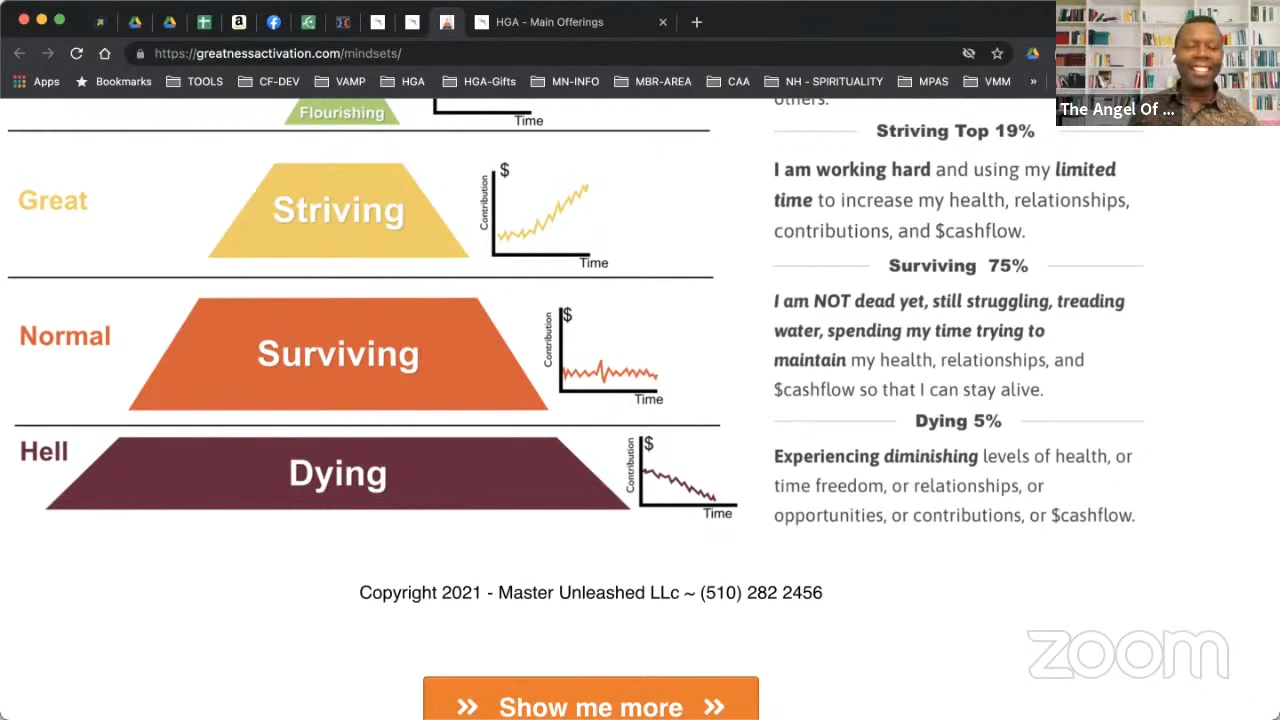 HGA - Main Offerings
https://greatnessactivation.com/mindsets/
Apps Bookmarks TOOLS CF-DEV VAMP HGA HGA-Gifts MN-INFO MBR-AREA CAA NH - SPIRITUALITY MPAS VMM »
The Angel Of ...
Flourishing
Time
others.
Striving Top 19%
Great
Striving
$
Contribution
Time
I am working hard and using my limited
time to increase my health, relationships,
contributions, and $cashflow.
Surviving 75%
Normal
Surviving
$
Contribution
Time
I am NOT dead yet, still struggling, treading
water, spending my time trying to
maintain my health, relationships, and
$cashflow so that I can stay alive.
Dying 5%
Hell
Dying
$
Contribution
Time
Experiencing diminishing levels of health, or
time freedom, or relationships, or
opportunities, or contributions, or $cashflow.
Copyright 2021 - Master Unleashed LLc ~ (510) 282 2456
zoom
» Show me more »